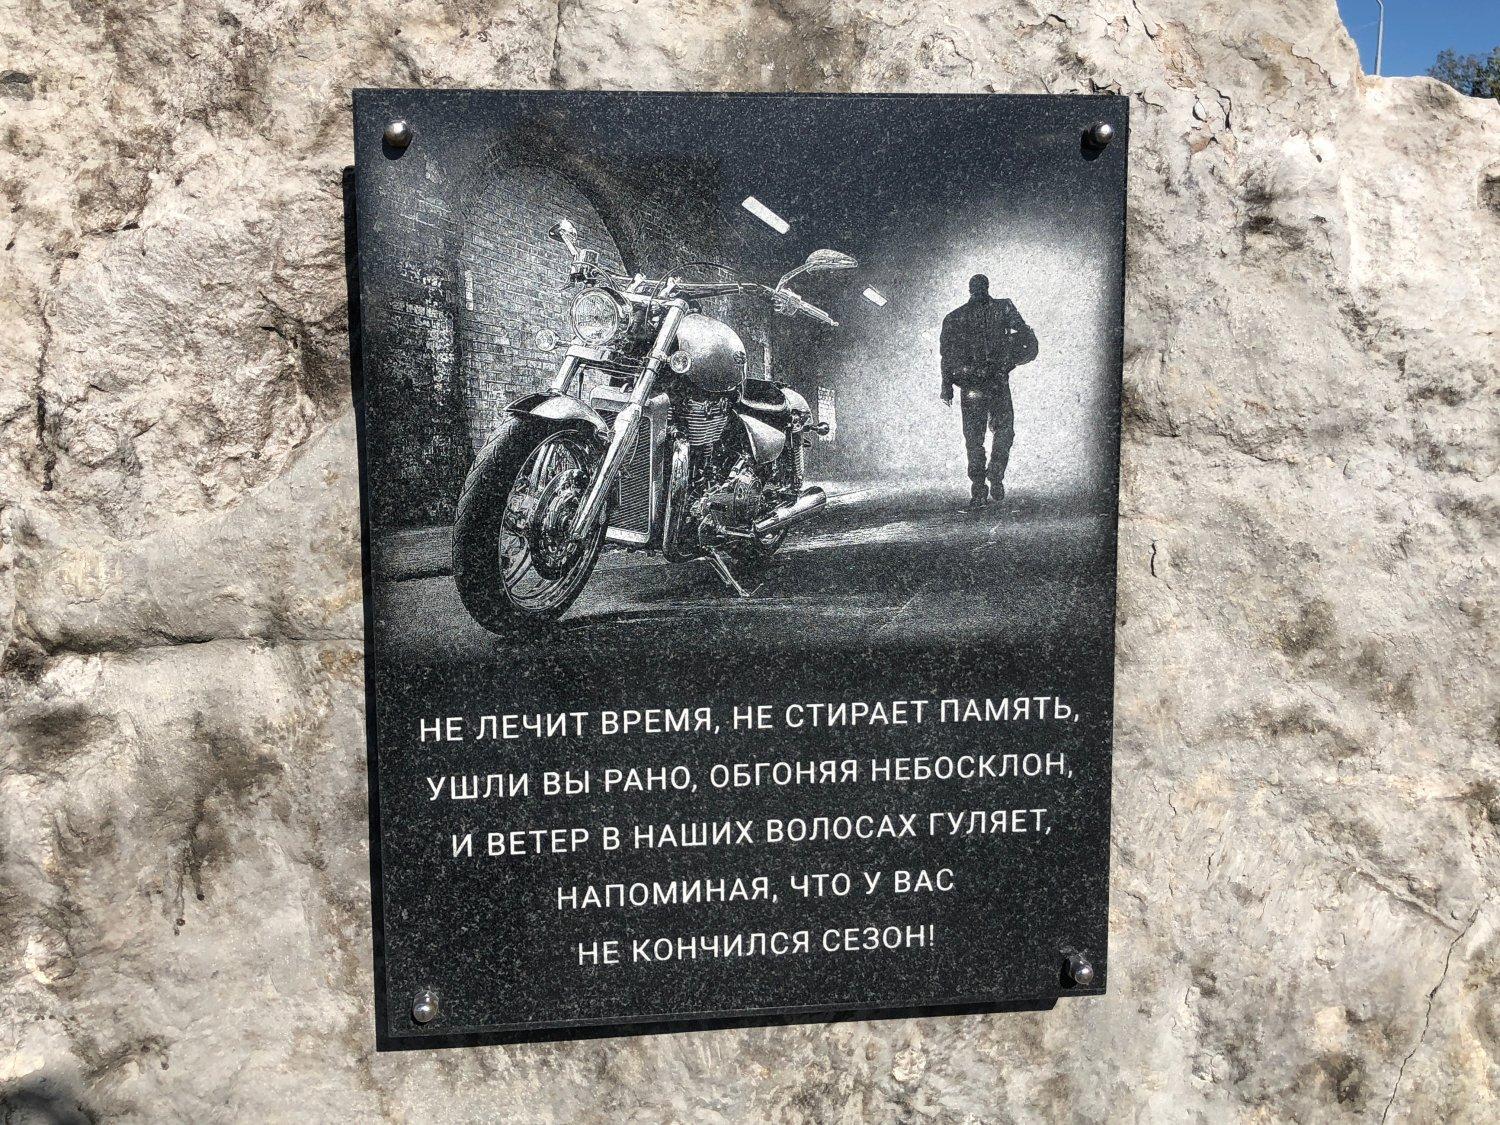 НЕ ЛЕЧИТ ВРЕМЯ, НЕ СТИРАЕТ ПАМЯТЬ,
УШЛИ ВЫ РАНО, ОБГОНЯЯ НЕБОСКЛОН,
И ВЕТЕР В НАШИХ ВОЛОСАХ ГУЛЯЕТ,
НАПОМИНАЯ, ЧТО У ВАС
НЕ КОНЧИЛСЯ СЕЗОН!